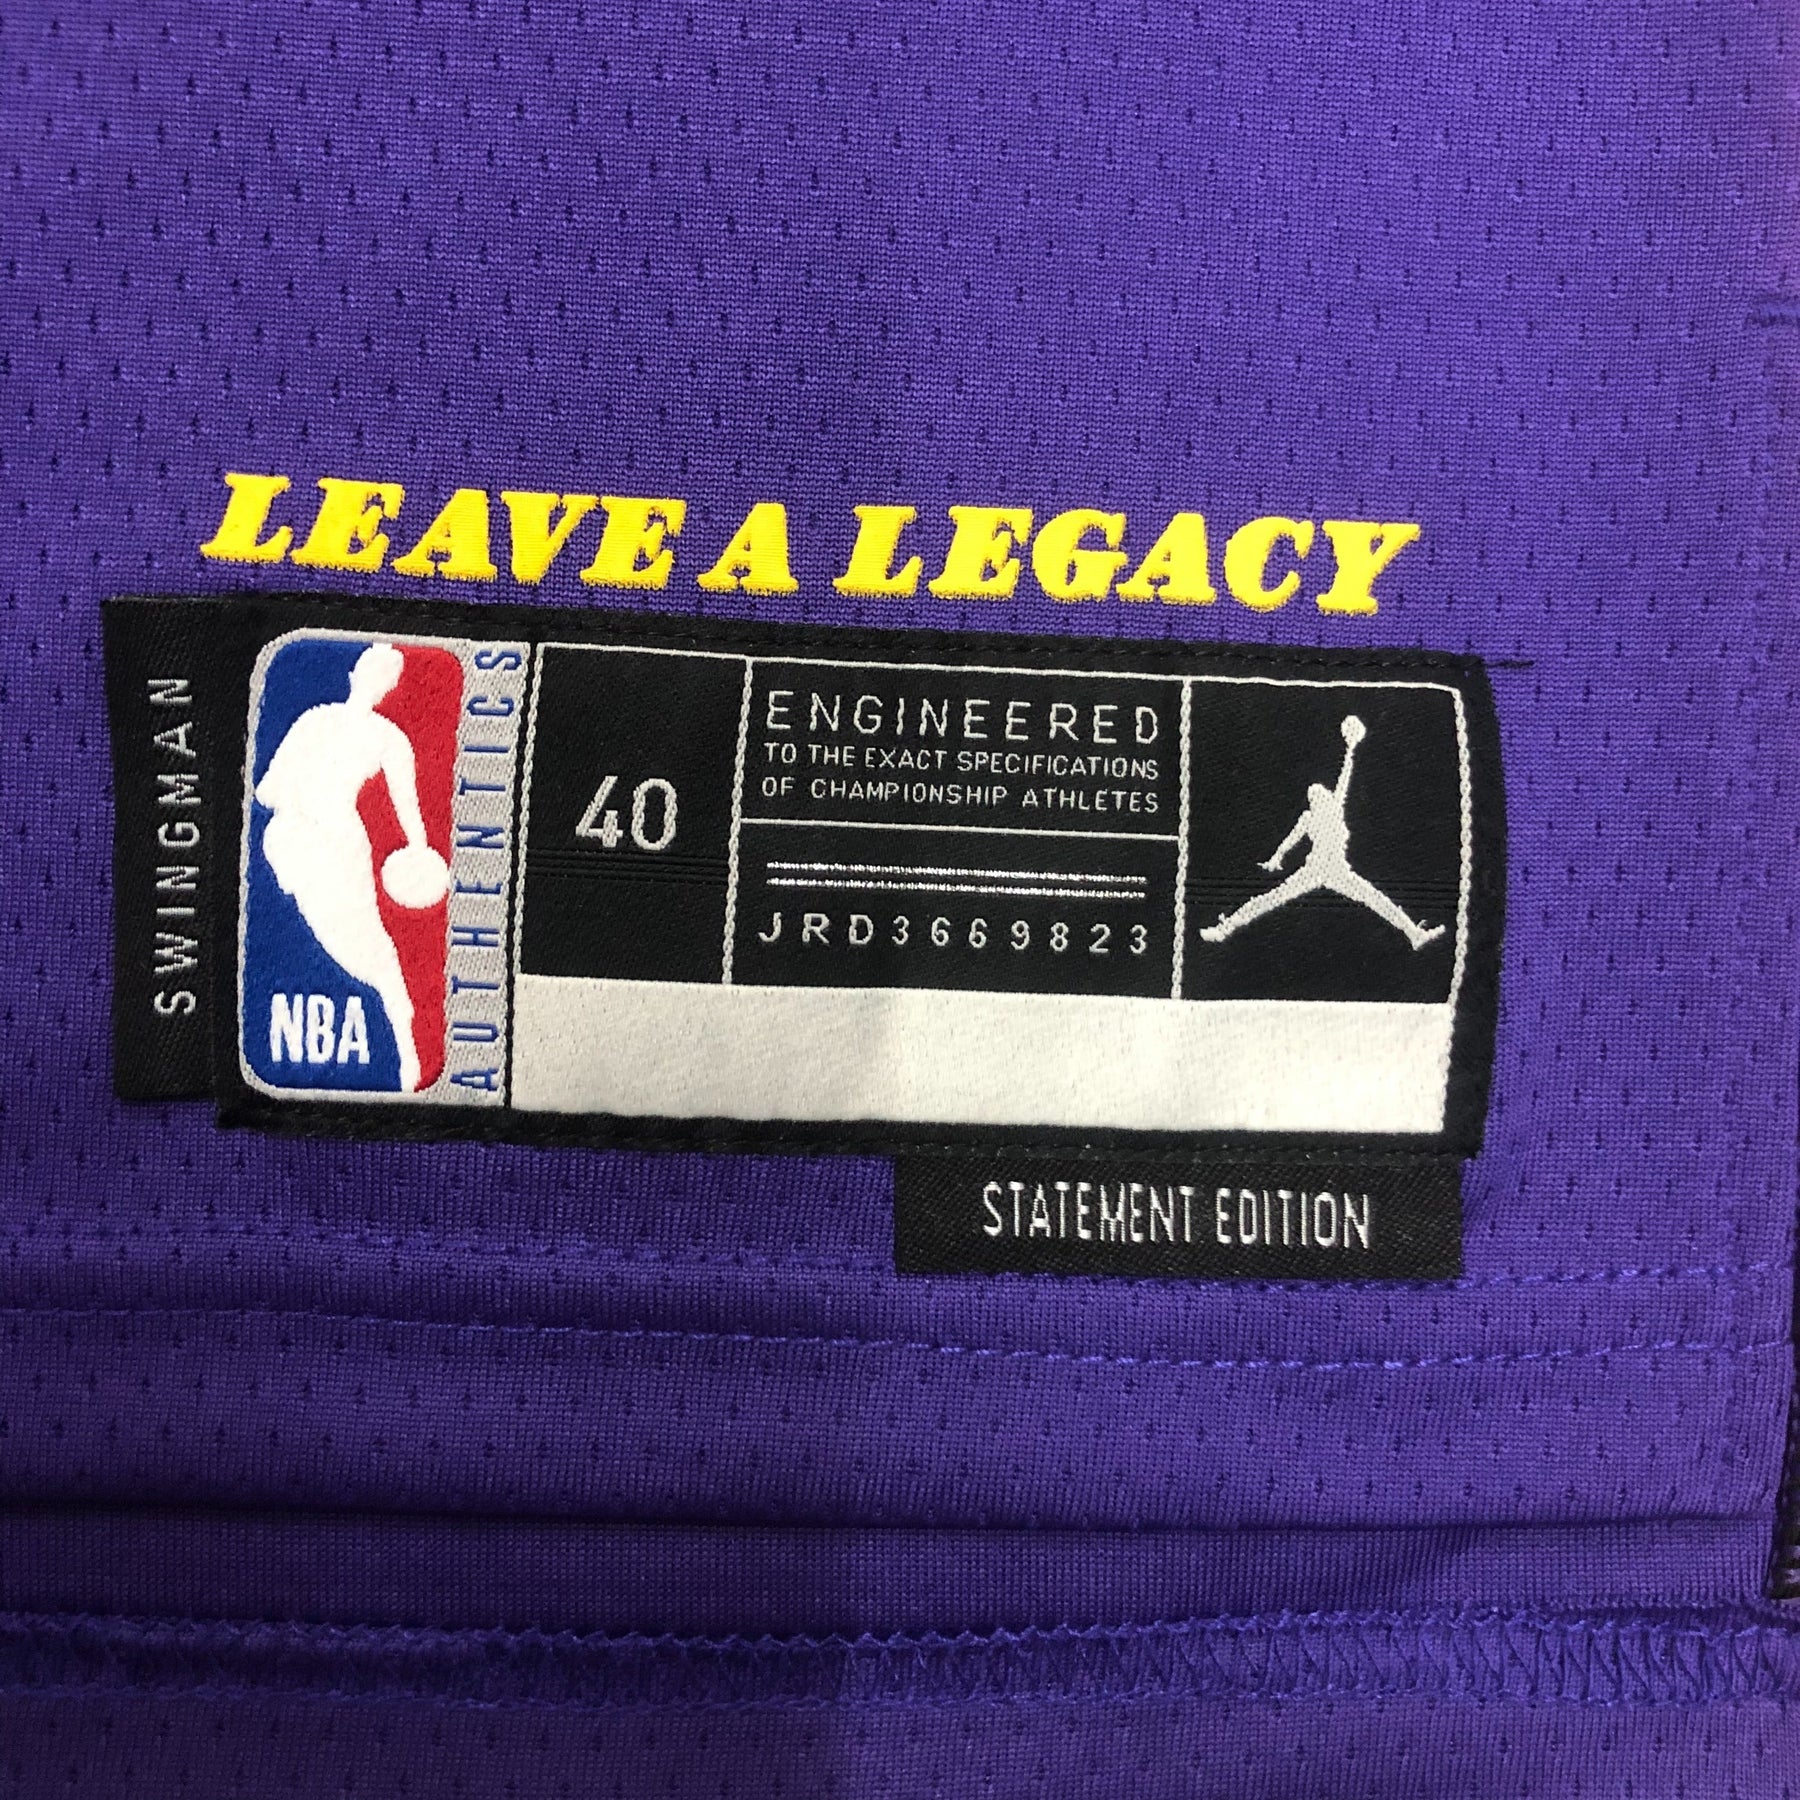 LEAVE A LEGACY
SWINGMAN
NBA
AUTHENTICS
40
ENGINEERED
TO THE EXACT SPECIFICATIONS
OF CHAMPIONSHIP ATHLETES
JRD3669823
STATEMENT EDITION